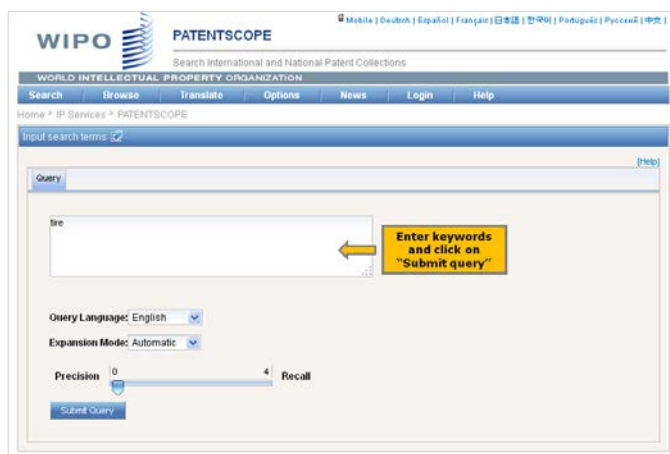 Mobile | Deutsch | Español | Français | 日本語 | 한국어 | Português | Русский | 中文 |
WIPO
PATENTSCOPE
Search International and National Patent Collections
WORLD INTELLECTUAL PROPERTY ORGANIZATION
Search Browse Translate Options News Login Help
Home > IP Services > PATENTSCOPE
Input search terms
[Help]
Query
tire
Enter keywords
and click on
"Submit query"
Query Language: English
Expansion Mode: Automatic
0 4
Precision Recall
Submit Query